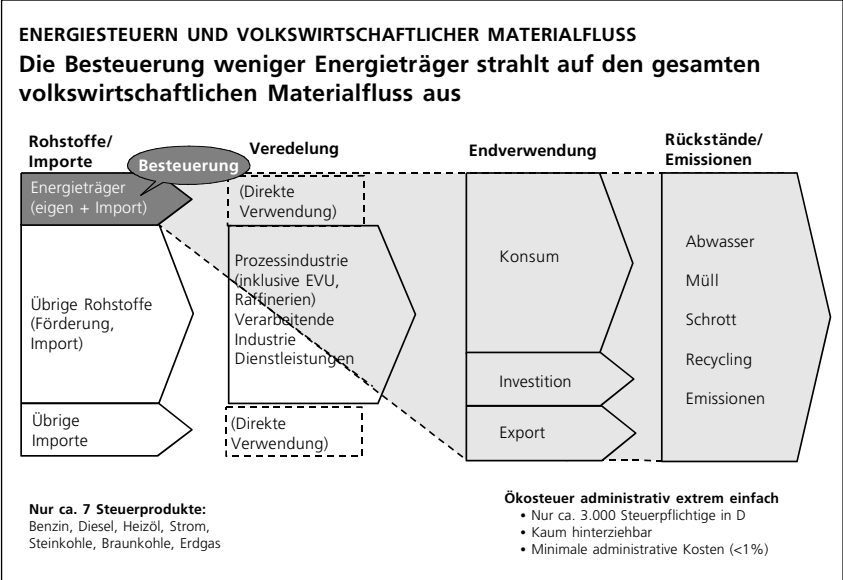 ENERGIESTEUERN UND VOLKSWIRTSCHAFTLICHER MATERIALFLUSS
Die Besteuerung weniger Energieträger strahlt auf den gesamten
volkswirtschaftlichen Materialfluss aus
Rohstoffe/
Importe
Besteuerung
Veredelung
Endverwendung
Rückstände/
Emissionen
Energieträger
(eigen + Import)
Übrige Rohstoffe
(Förderung,
Import)
Übrige
Importe
(Direkte
Verwendung)
Prozessindustrie
(inklusive EVU,
Raffinerien)
Verarbeitende
Industrie
Dienstleistungen
(Direkte
Verwendung)
Konsum
Investition
Export
Abwasser
Müll
Schrott
Recycling
Emissionen
Nur ca. 7 Steuerprodukte:
Benzin, Diesel, Heizöl, Strom,
Steinkohle, Braunkohle, Erdgas
Ökosteuer administrativ extrem einfach
• Nur ca. 3.000 Steuerpflichtige in D
• Kaum hinterziehbar
• Minimale administrative Kosten (<1%)